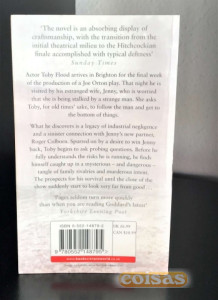 "The novel is an absorbing display of
craftsmanship, with the transition from the
initial theatrical milieu to the Hitchcockian
finale accomplished with typical deftness"
Sunday Times
Actor Toby Flood arrives in Brighton for the final week
of the production of a Joe Orton play. That night he is
visited by his estranged wife, Jenny, who is worried
that she is being stalked by a strange man. She asks
Toby, for old times' sake, to follow the man and get to
the bottom of things.
What he discovers is a legacy of industrial negligence
and a sinister connection with Jenny's new partner,
Roger Colborn. Spurred on by a desire to win Jenny
back, Toby begins to ask probing questions. Before he
fully understands the risks he is running, he finds
himself caught up in a mysterious – and dangerous –
tangle of family rivalries and murderous intent.
The prospects for his survival until the close of the
show suddenly start to look very far from good
Pages seldom turn more quickly
than when you are reading Goddard's latest
Yorkshire Evening Post
coisas